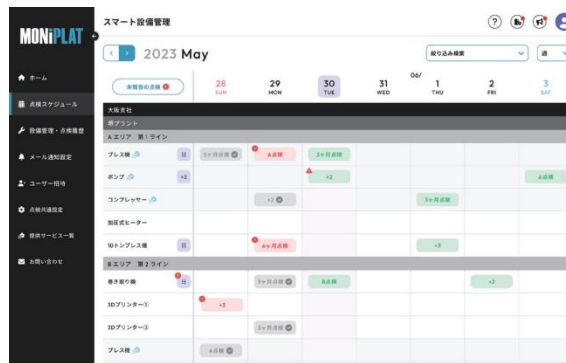 スマート設備管理
MONiPLAT
2023 May
絞り込み検索
週
ホーム
点検スケジュール
設備管理・点検履歴
メール通知設定
ユーザー招待
点検共通設定
提供サービス一覧
お問い合わせ
未報告の点検
28 SUN
29 MON
30 TUE
31 WED
06/
1 THU
2 FRI
3 SAT
大阪支社
堺プラント
Aエリア 第1ライン
プレス機 日 3ヶ月点検 A点検 3ヶ月点検
ポンプ +2 +2 A点検
コンプレッサー +2 3ヶ月点検
加圧式ヒーター
10トンプレス機 日 6ヶ月点検 +3
Bエリア 第2ライン
巻き取り機 日 3ヶ月点検 B点検 +2
3Dプリンター① +3
3Dプリンター② 3ヶ月点検
プレス機 A点検